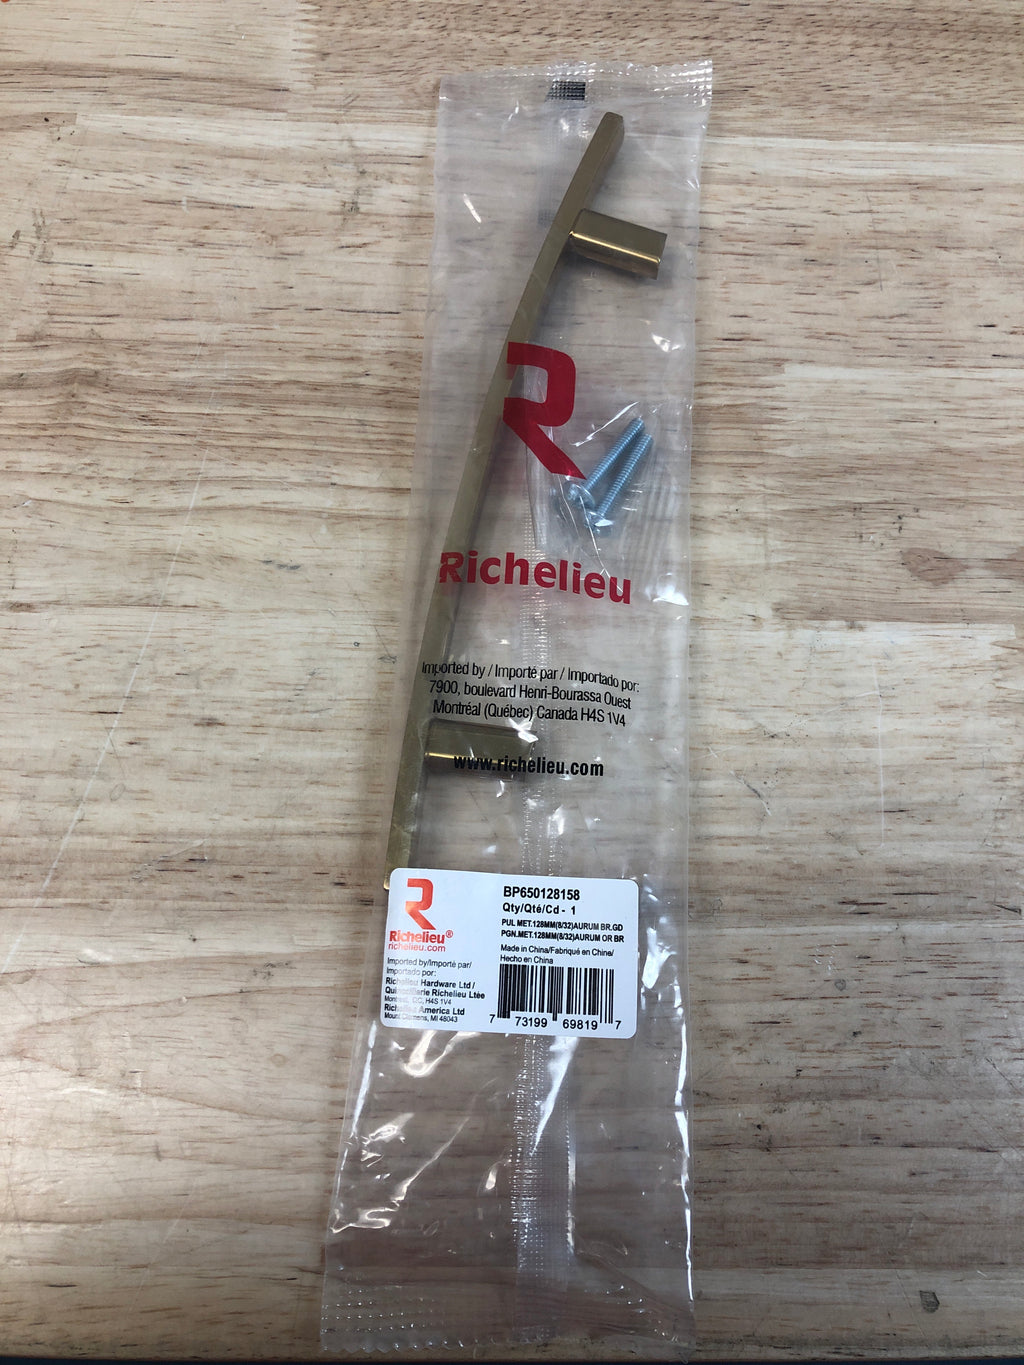 R
Richelieu
Imported by / Importé par / Importado por:
7900, boulevard Henri-Bourassa Ouest
Montréal (Québec) Canada H4S 1V4
www.richelieu.com
R
Richelieu®
richelieu.com
Imported by/Importé par/
Importado por:
Richelieu Hardware Ltd /
Quincaillerie Richelieu Ltée
Montreal, QC, H4S 1V4
Richelieu America Ltd
Mount Clemens, MI 48043
BP650128158
Qty/Qté/Cd - 1
PUL MET.128MM(8/32)AURUM BR.GD
PGN.MET.128MM(8/32)AURUM OR BR
Made in China/Fabriqué en Chine/
Hecho en China
7 73199 69819 7